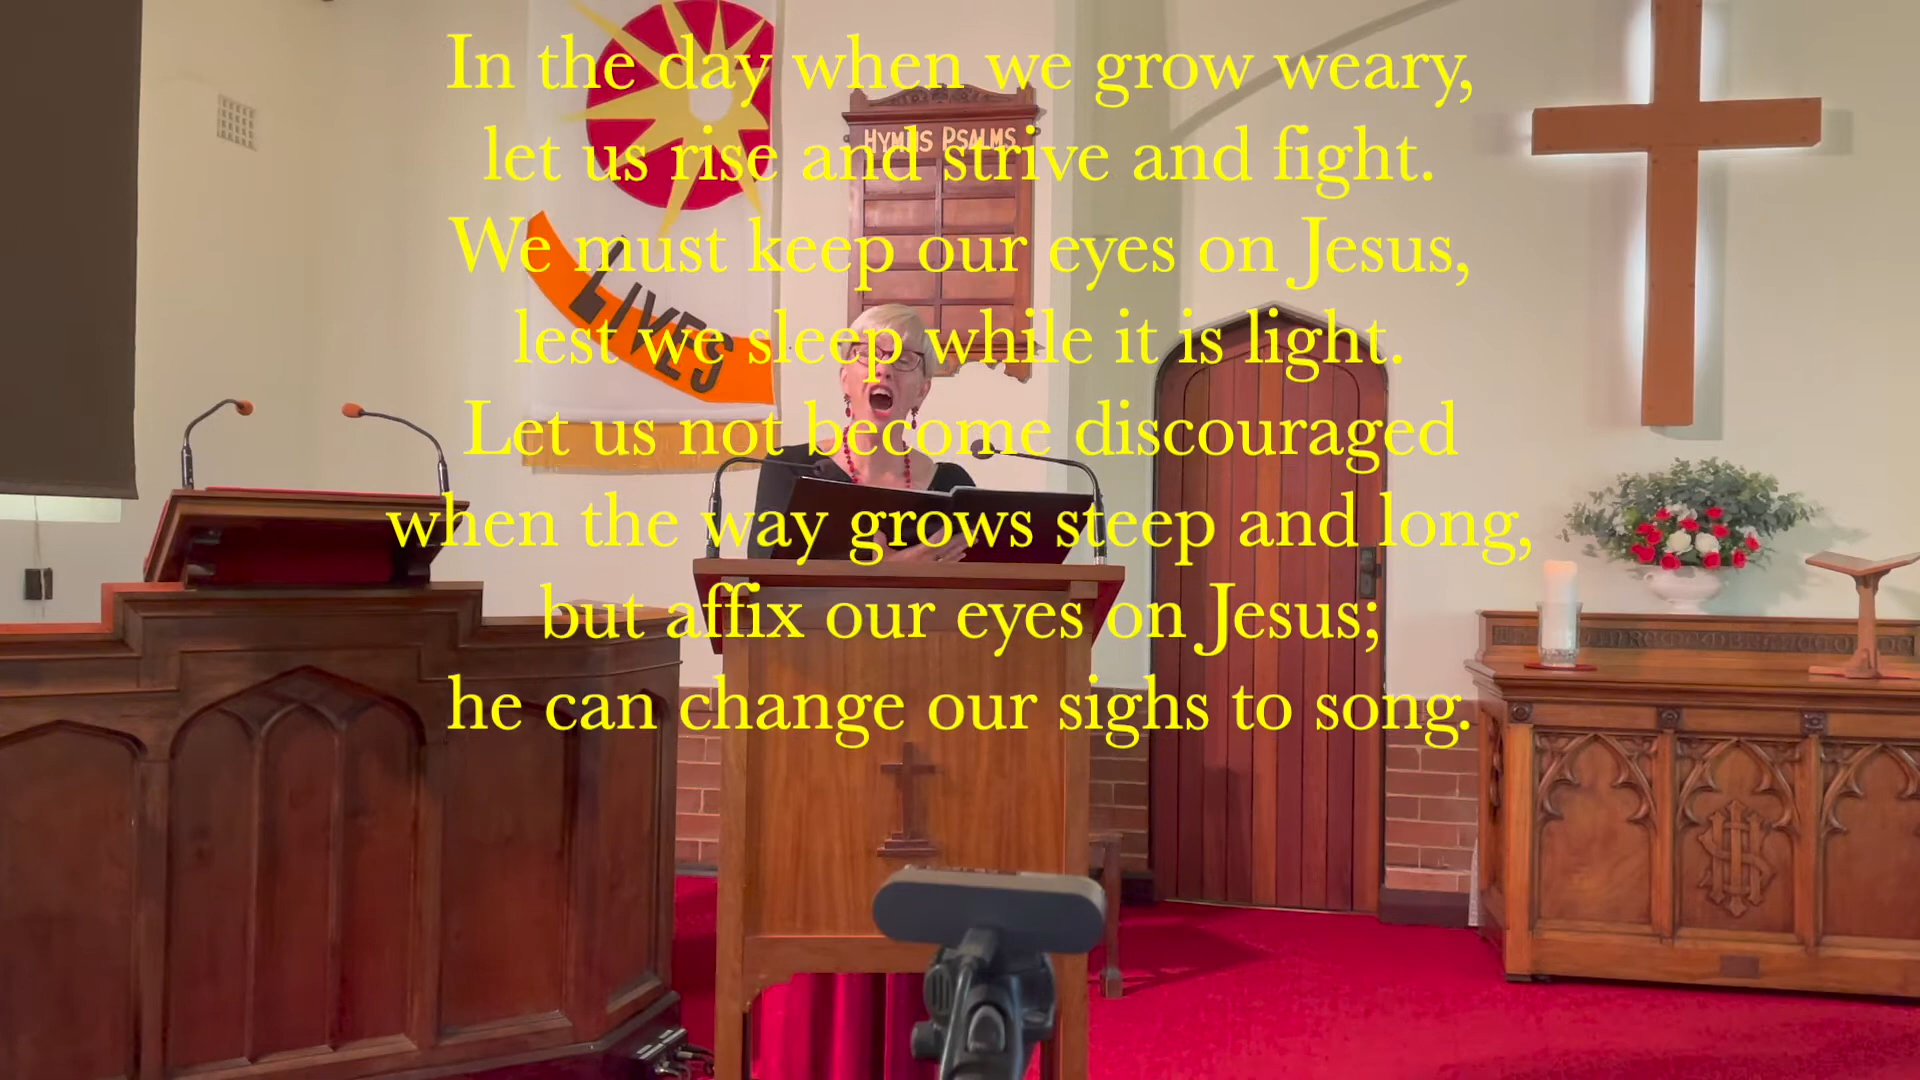 In the day when we grow weary,
let us rise and strive and fight.
We must keep our eyes on Jesus,
lest we sleep while it is light.
Let us not become discouraged
when the way grows steep and long,
but affix our eyes on Jesus;
he can change our sighs to song.
HYMNS PSALMS
LIVES
IHS